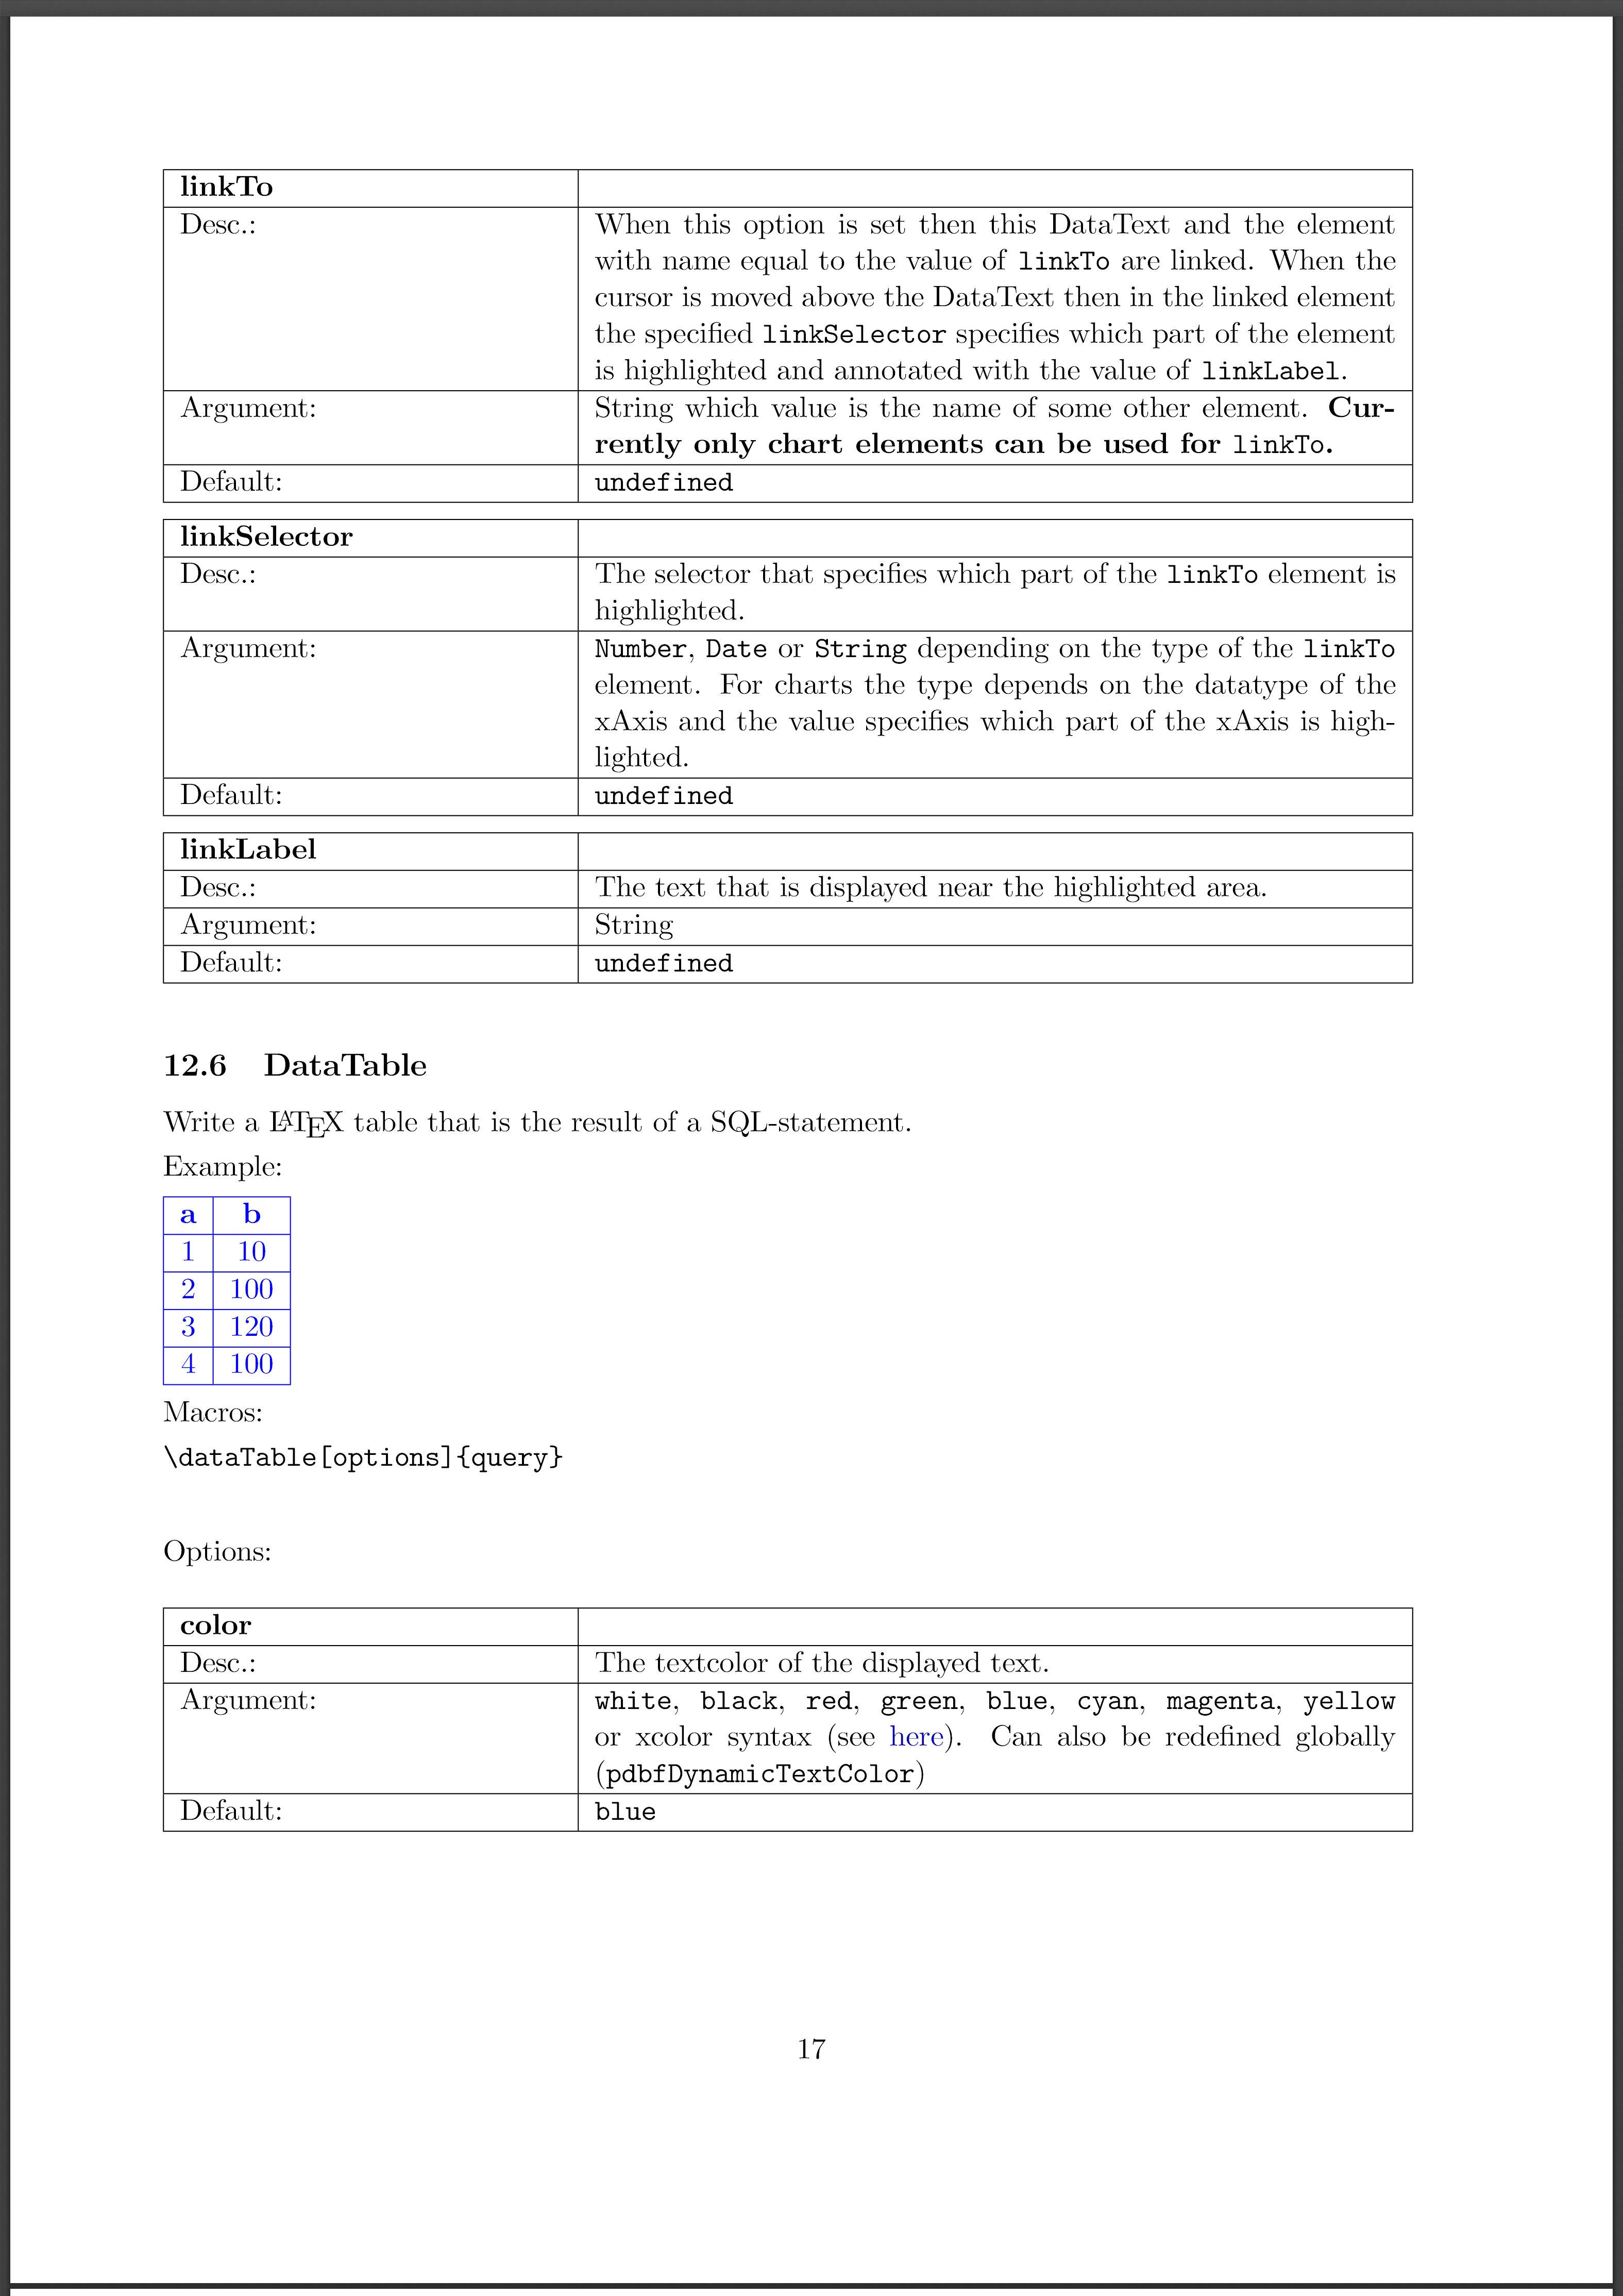 linkTo
Desc.: When this option is set then this DataText and the element
with name equal to the value of linkTo are linked. When the
cursor is moved above the DataText then in the linked element
the specified linkSelector specifies which part of the element
is highlighted and annotated with the value of linkLabel.
Argument: String which value is the name of some other element. Cur-
rently only chart elements can be used for linkTo.
Default: undefined
linkSelector
Desc.: The selector that specifies which part of the linkTo element is
highlighted.
Argument: Number, Date or String depending on the type of the linkTo
element. For charts the type depends on the datatype of the
xAxis and the value specifies which part of the xAxis is high-
lighted.
Default: undefined
linkLabel
Desc.: The text that is displayed near the highlighted area.
Argument: String
Default: undefined
12.6 DataTable
Write a LATEX table that is the result of a SQL-statement.
Example:
a b
1 10
2 100
3 120
4 100
Macros:
\dataTable[options]{query}
Options:
color
Desc.: The textcolor of the displayed text.
Argument: white, black, red, green, blue, cyan, magenta, yellow
or xcolor syntax (see here). Can also be redefined globally
(pdbfDynamicTextColor)
Default: blue
17